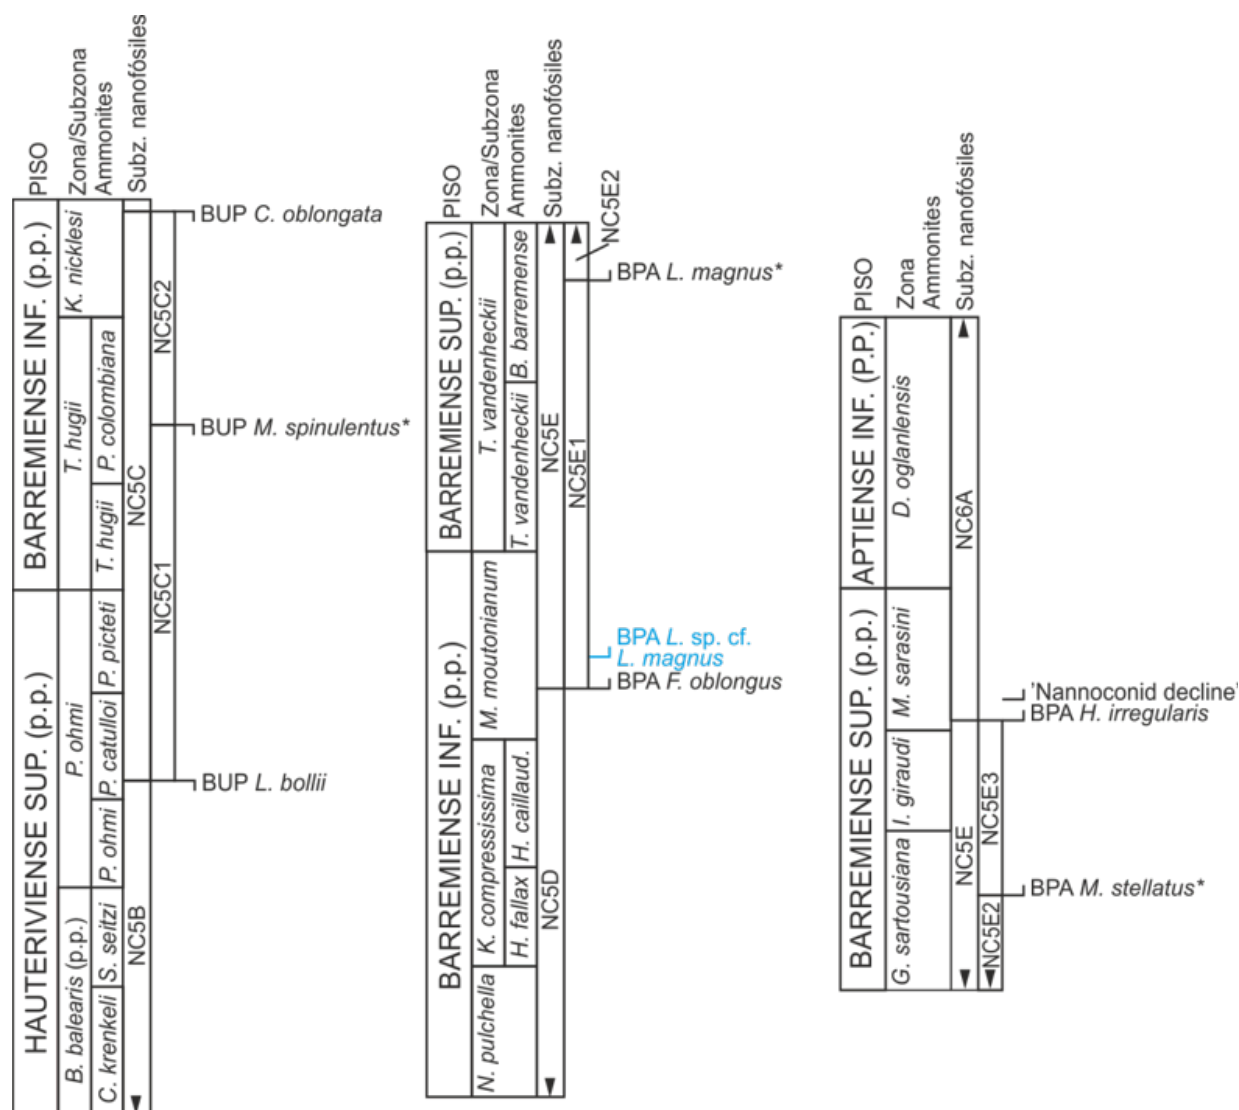 PISO
Zona/Subzona
Ammonites
Subz. nanofósiles
BARREMIENSE INF. (p.p.)
HAUTERIVIENSE SUP. (p.p.)
K. nicklesi
T. hugii
P. ohmi
B. balearis (p.p.)
P. colombiana
T. hugii
P. picteti
P. catulloi
P. ohmi
S. seitzi
C. krenkeli
NC5C
NC5B
NC5C2
NC5C1
BUP C. oblongata
BUP M. spinulentus*
BUP L. bollii
PISO
Zona/Subzona
Ammonites
Subz. nanofósiles
BARREMIENSE SUP. (p.p.)
BARREMIENSE INF. (p.p.)
T. vandenheckii
M. moutonianum
K. compressissima
N. pulchella
B. barremense
T. vandenheckii
H. caillaud.
H. fallax
NC5E
NC5D
NC5E2
NC5E1
BPA L. magnus*
BPA L. sp. cf.
L. magnus
BPA F. oblongus
PISO
Zona
Ammonites
Subz. nanofósiles
APTIENSE INF. (P.P.)
BARREMIENSE SUP. (p.p.)
D. oglanlensis
M. sarasini
I. giraudi
G. sartousiana
NC6A
NC5E
NC5E3
NC5E2
'Nannoconid decline'
BPA H. irregularis
BPA M. stellatus*